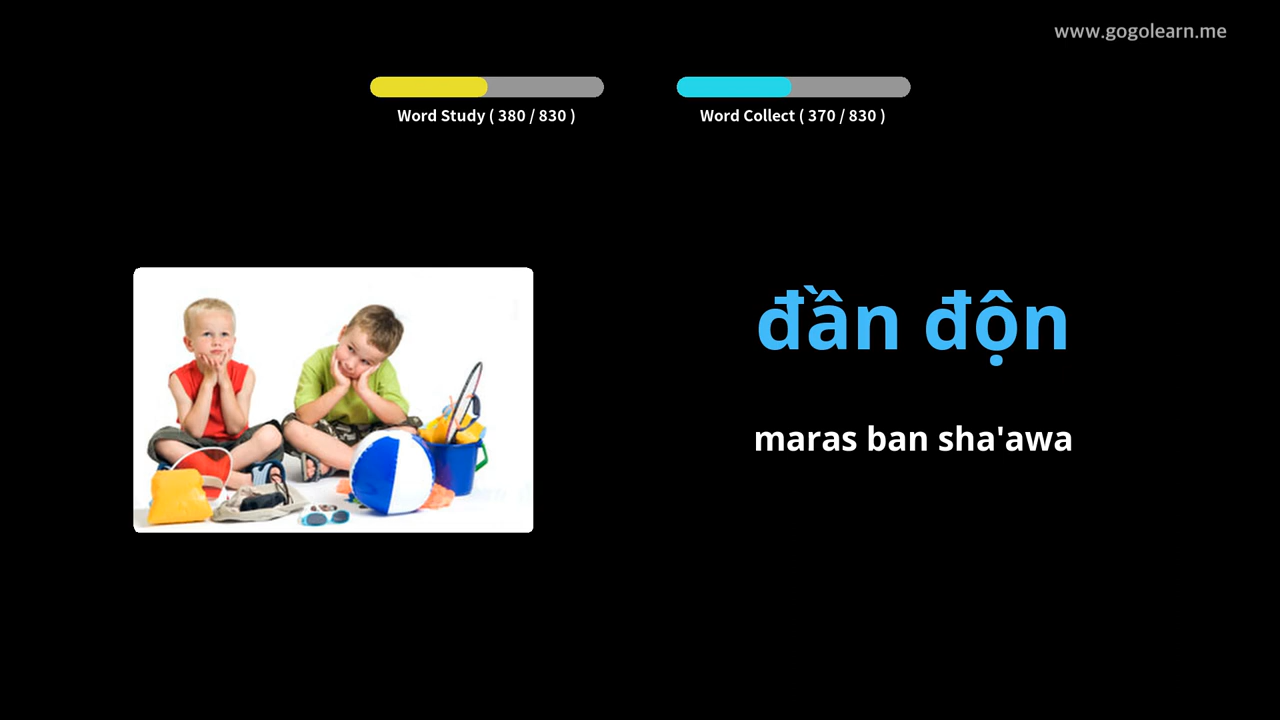 www.gogolearn.me
Word Study ( 380 / 830 )
Word Collect ( 370 / 830 )
đần độn
maras ban sha'awa